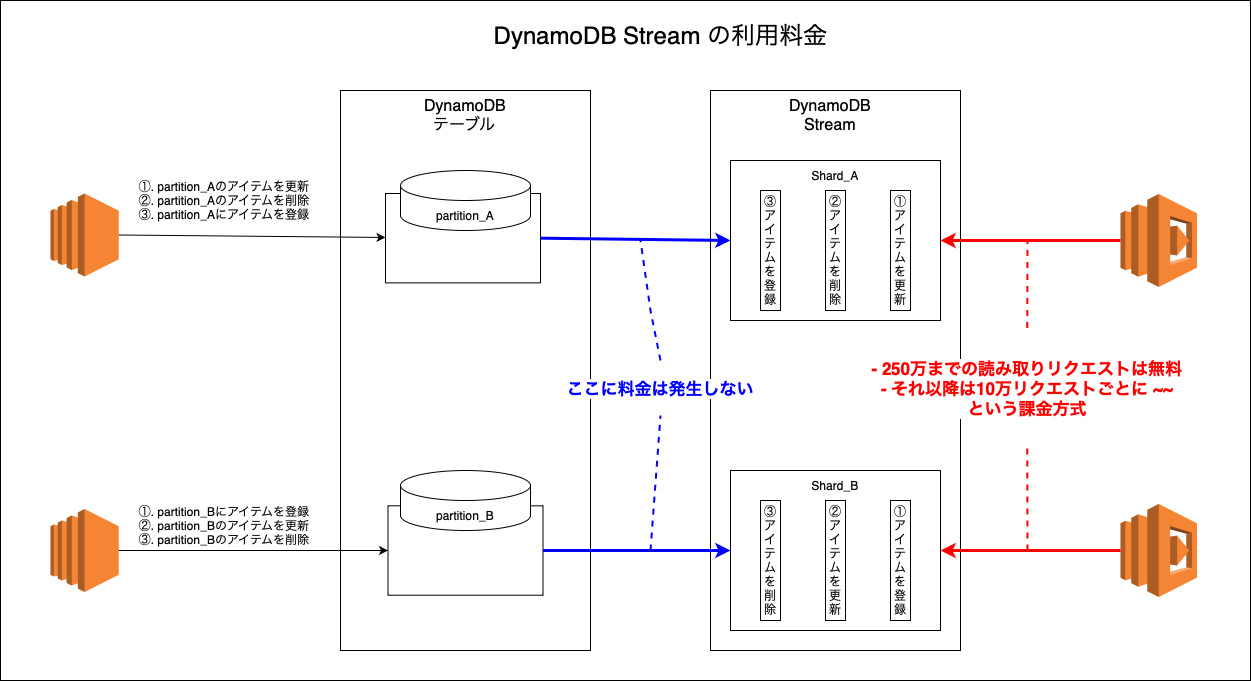 DynamoDB Stream の利用料金
DynamoDB
テーブル
DynamoDB
Stream
①. partition_Aのアイテムを更新
②. partition_Aのアイテムを削除
③. partition_Aにアイテムを登録
partition_A
Shard_A
③アイテムを登録
②アイテムを削除
①アイテムを更新
ここに料金は発生しない
- 250万までの読み取りリクエストは無料
- それ以降は10万リクエストごとに ~~
という課金方式
①. partition_Bにアイテムを登録
②. partition_Bのアイテムを更新
③. partition_Bのアイテムを削除
partition_B
Shard_B
③アイテムを削除
②アイテムを更新
①アイテムを登録